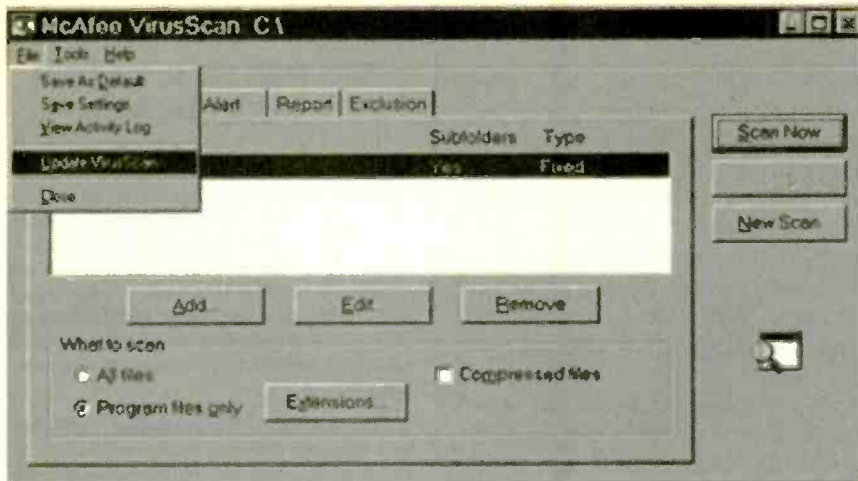 McAfee VirusScan C:\
File Tools Help
Save As Default
Save Settings
View Activity Log
Update VirusScan...
Close
Alert Report Exclusion
Subfolders Type
Yes Fixed
Scan Now
New Scan
Add... Edit... Remove
What to scan
All files
Compressed files
Program files only
Extensions...